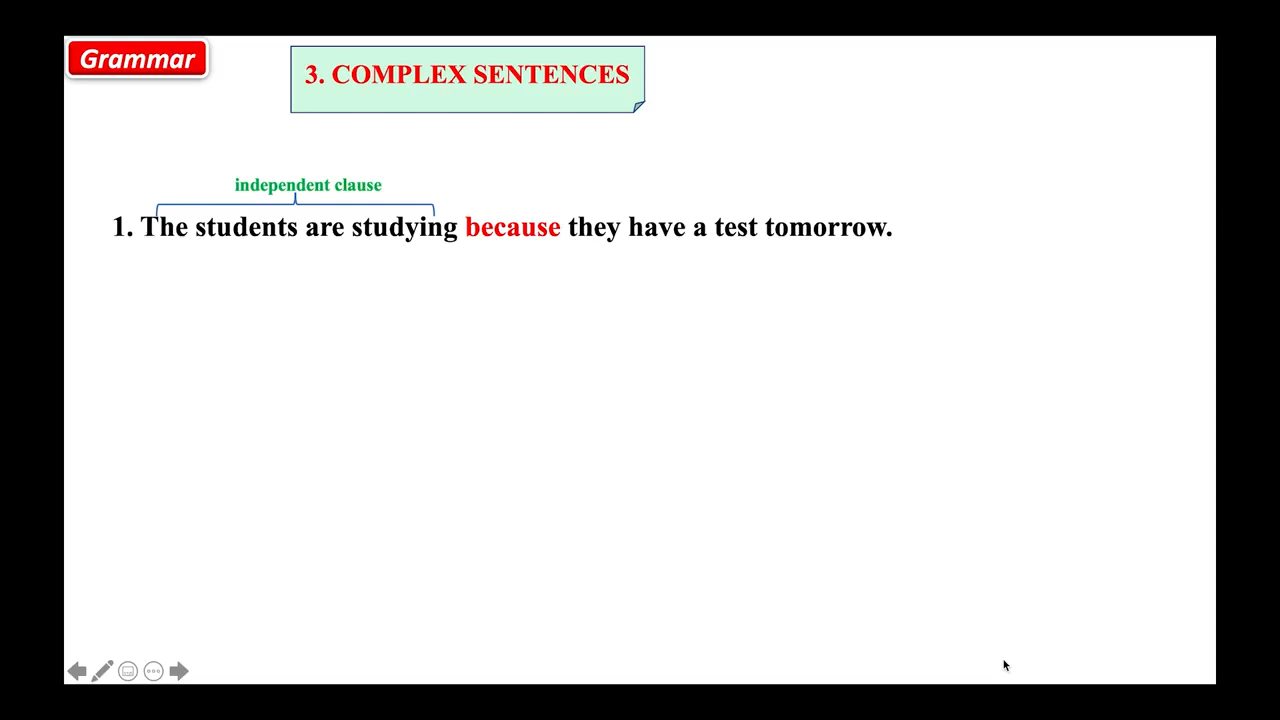 Grammar
3. COMPLEX SENTENCES
independent clause
1. The students are studying because they have a test tomorrow.